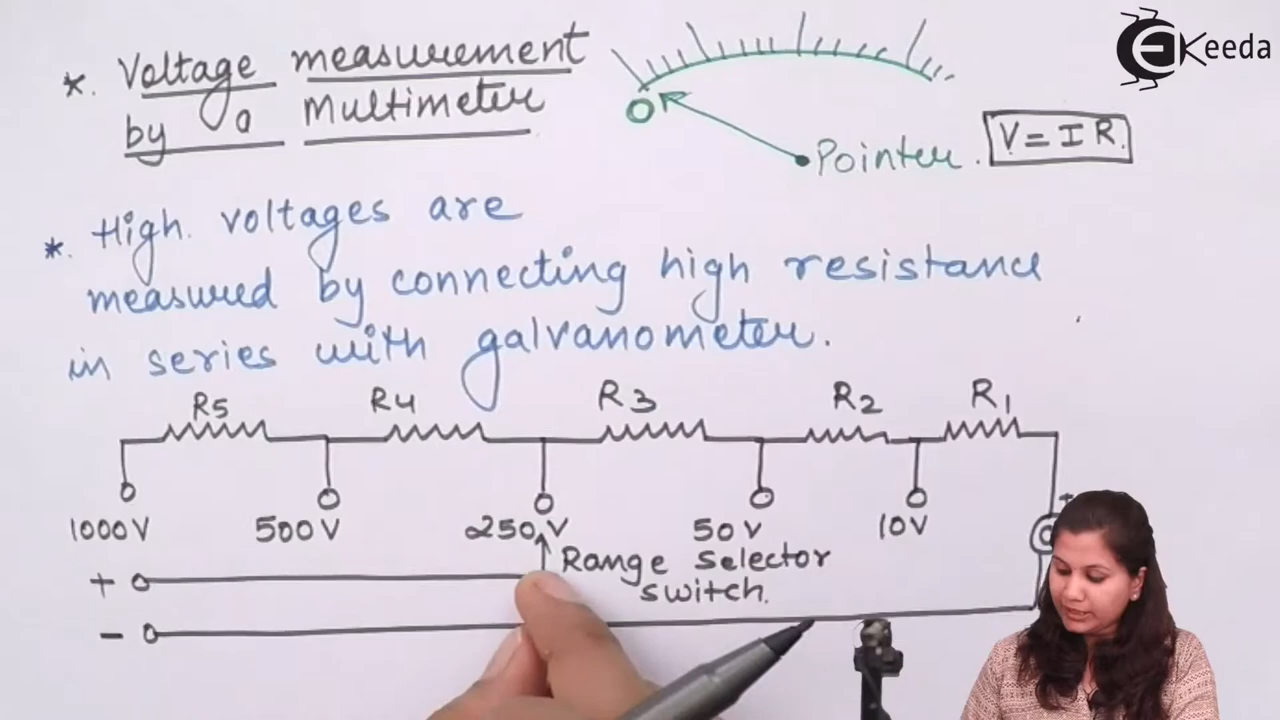 * Voltage measurement
by a Multimeter
O
Pointer.
V = I R.
EKeeda
* High voltages are
measured by connecting high resistance
in series with galvanometer.
R5 R4 R3 R2 R1
1000V 500V 250V 50V 10V
+
G
+
Range selector
switch.
-